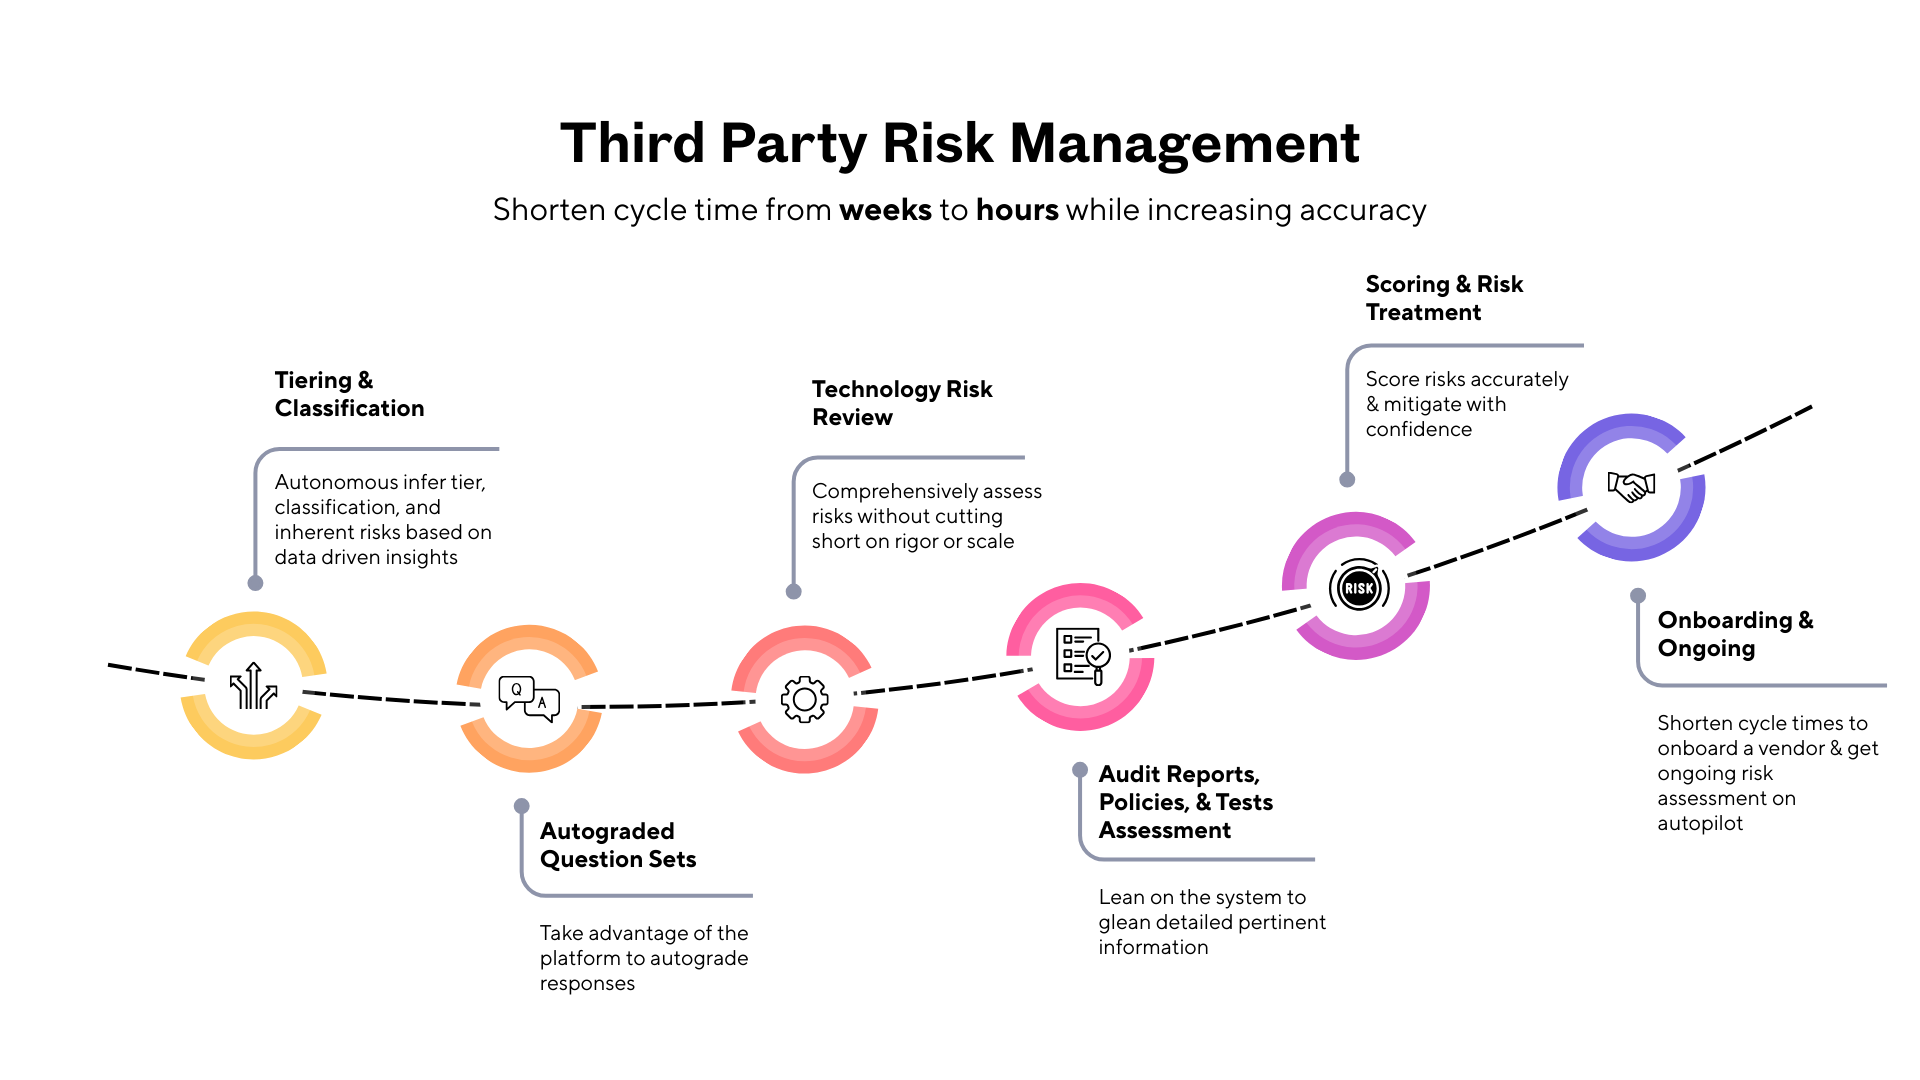 Third Party Risk Management
Shorten cycle time from weeks to hours while increasing accuracy
Tiering &
Classification
Autonomous infer tier,
classification, and
inherent risks based on
data driven insights
Q
A
Autograded
Question Sets
Take advantage of the
platform to autograde
responses
Technology Risk
Review
Comprehensively assess
risks without cutting
short on rigor or scale
Audit Reports,
Policies, & Tests
Assessment
Lean on the system to
glean detailed pertinent
information
Scoring & Risk
Treatment
Score risks accurately
& mitigate with
confidence
RISK
Onboarding &
Ongoing
Shorten cycle times to
onboard a vendor & get
ongoing risk
assessment on
autopilot